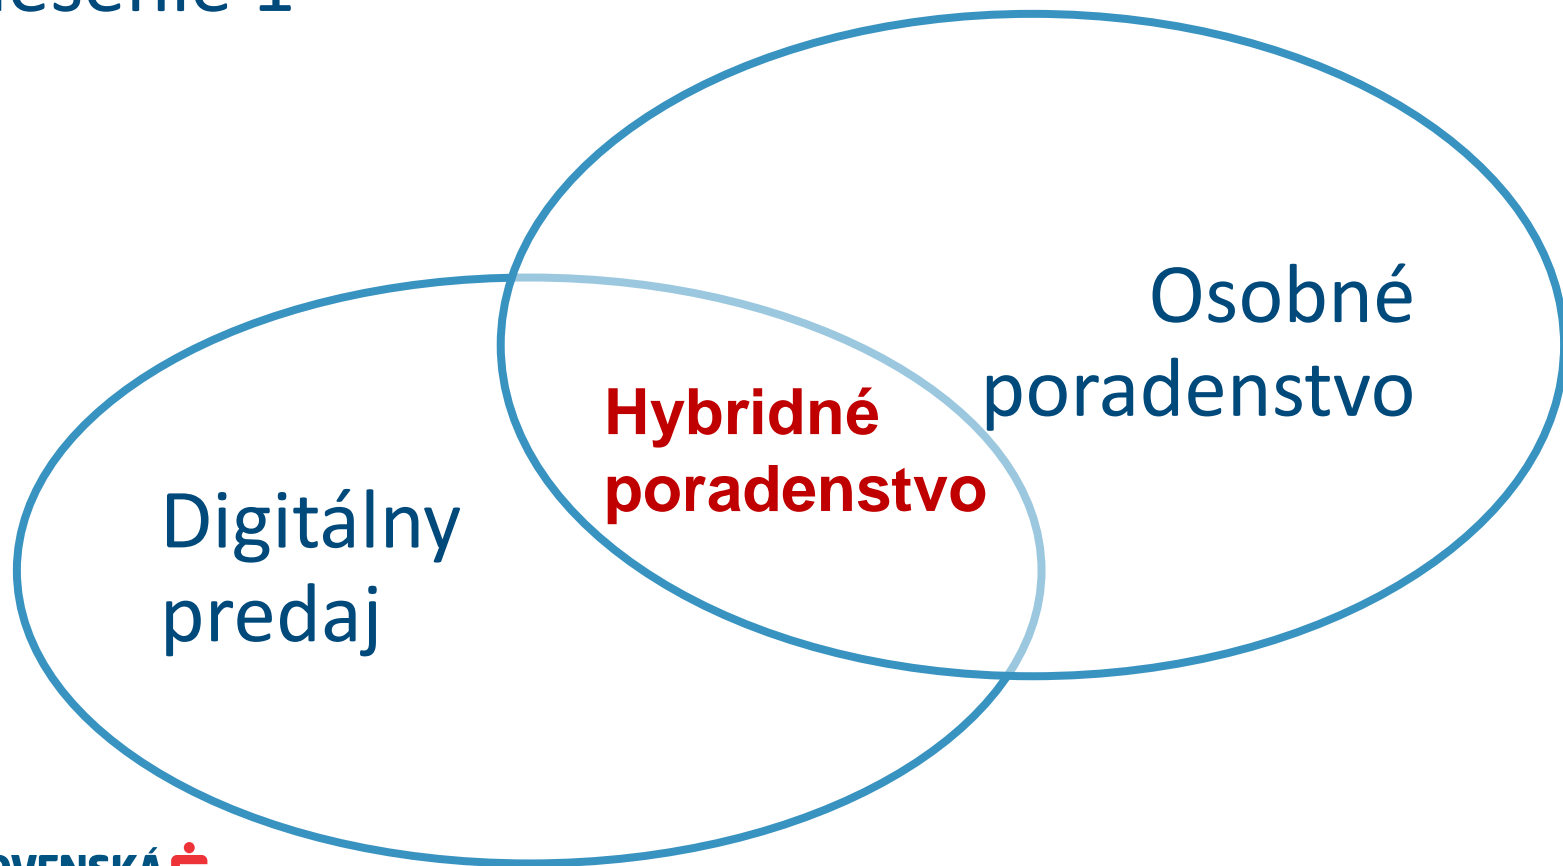 Osobné
poradenstvo
Hybridné
poradenstvo
Digitálny
predaj